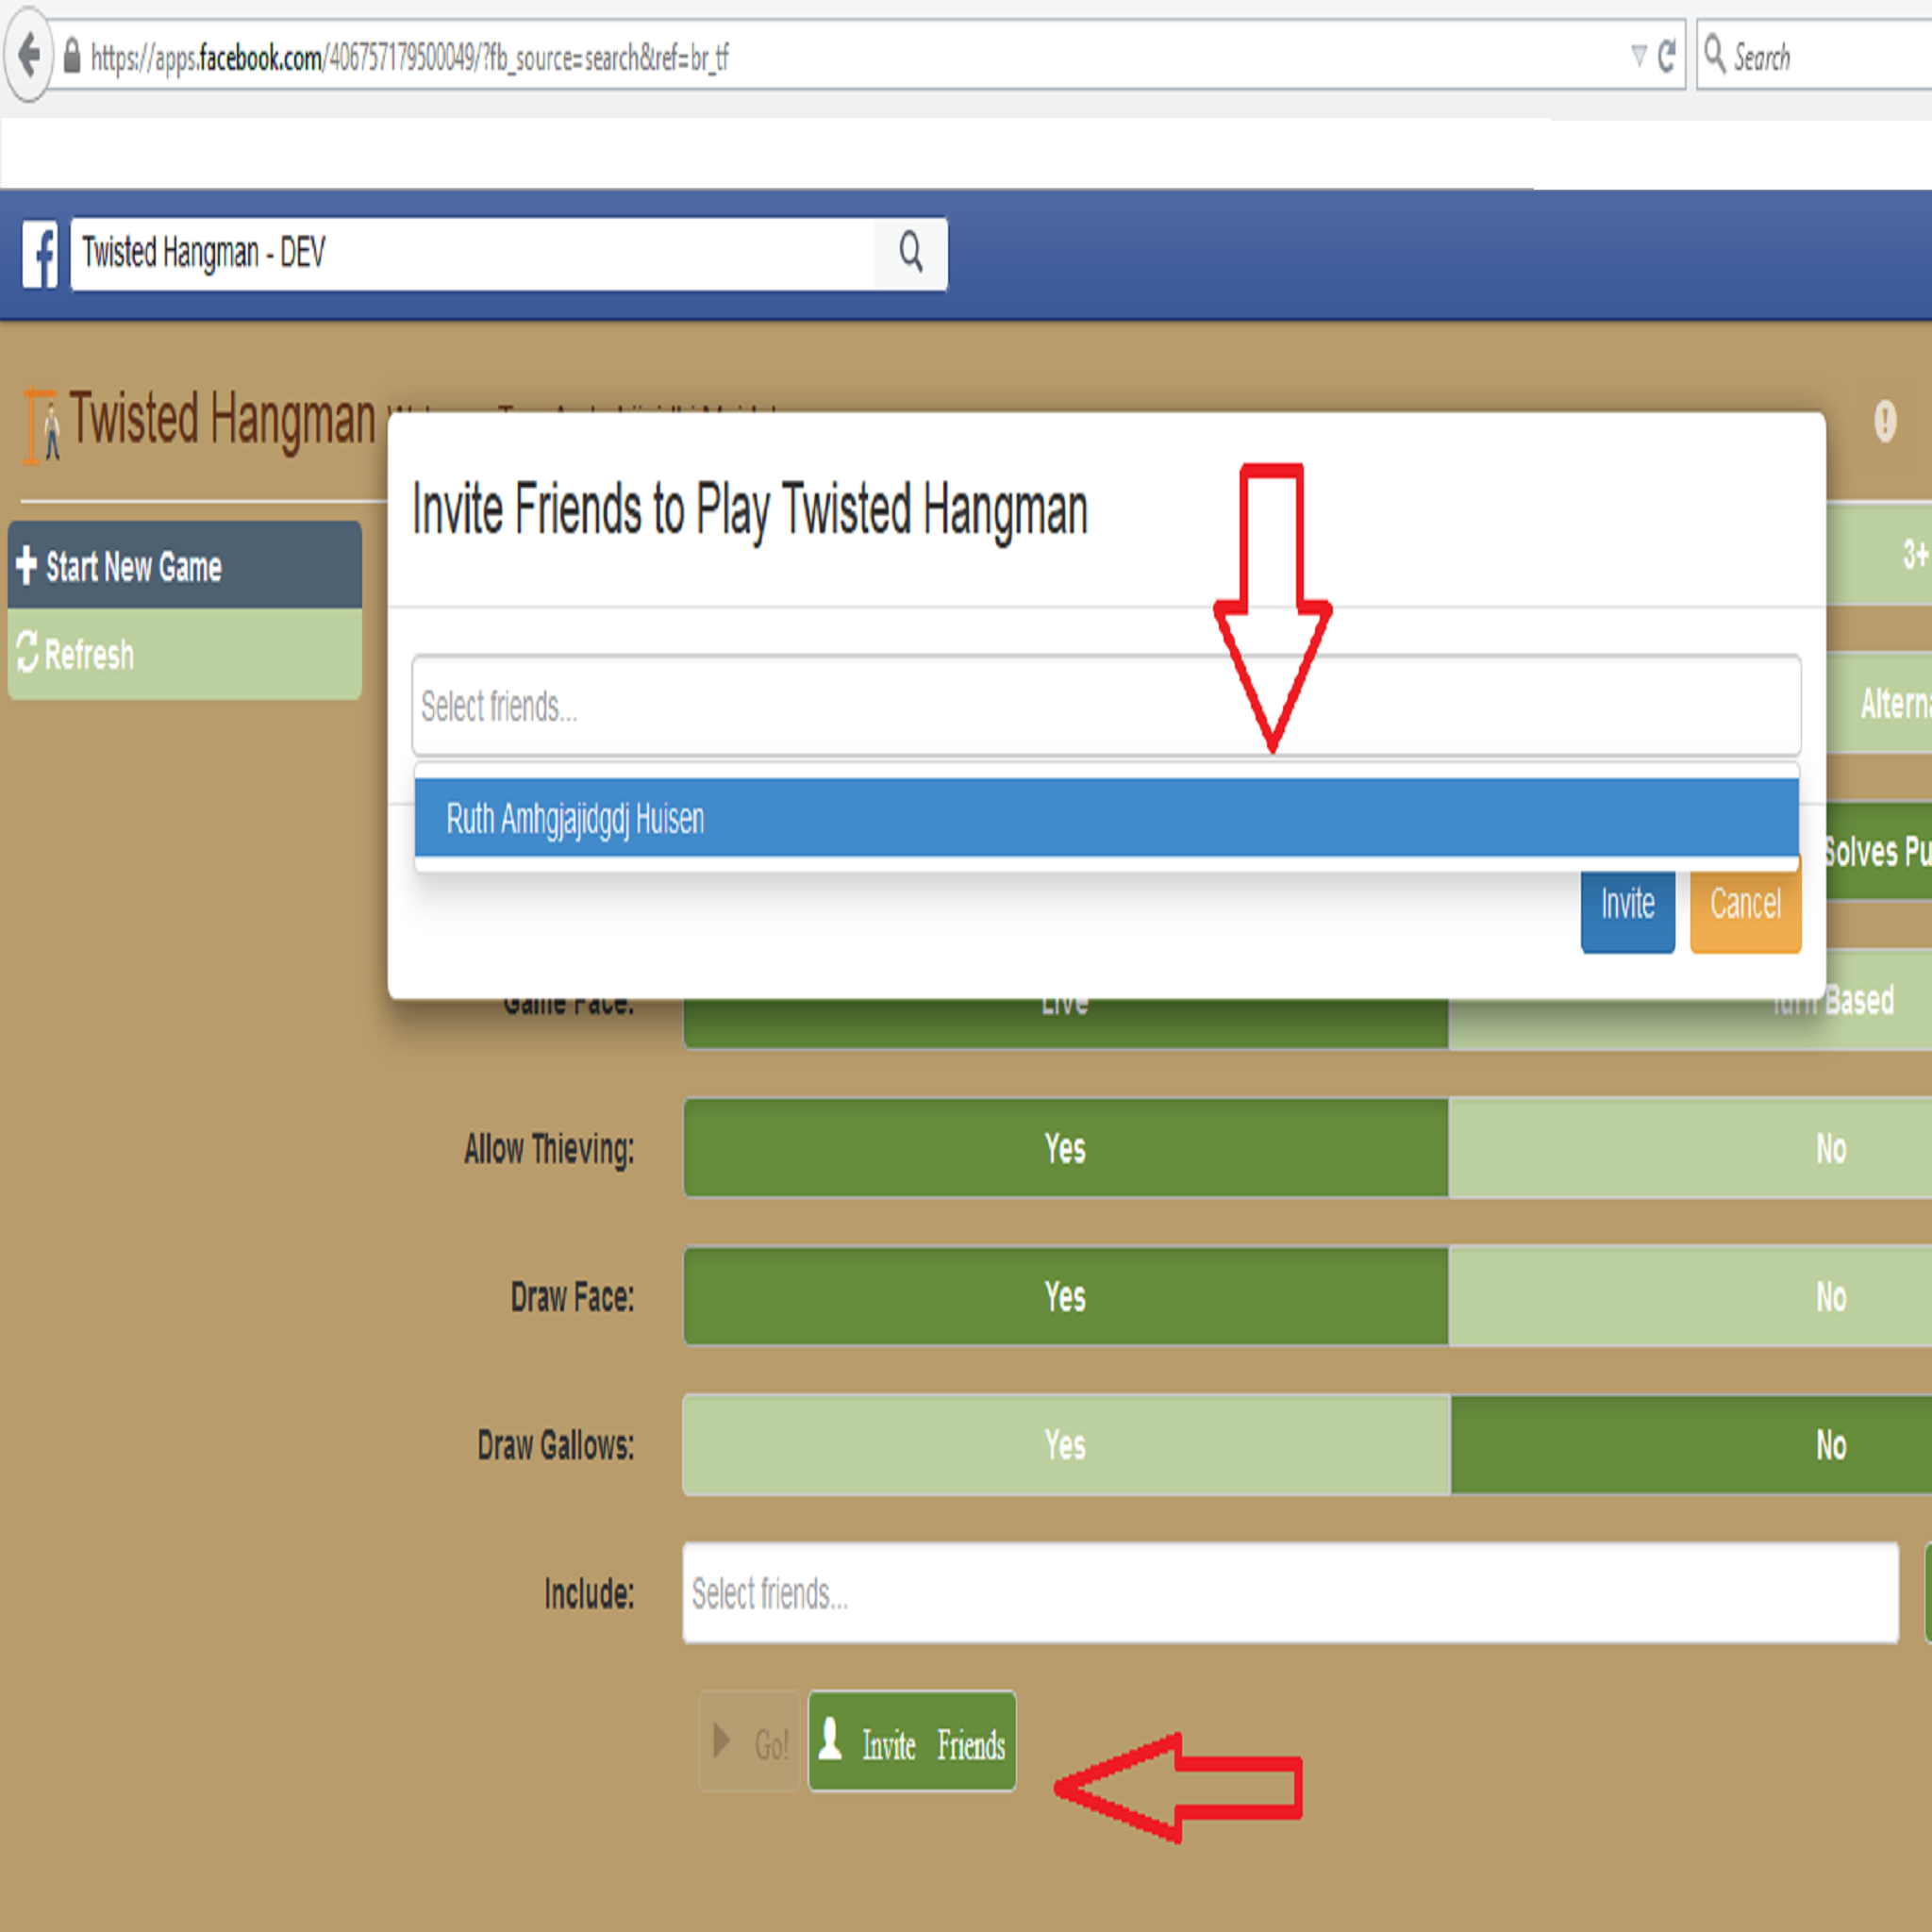 https://apps.facebook.com/406757179500049/?fb_source=search&ref=br_tf
Search
Twisted Hangman - DEV
Twisted Hangman
Invite Friends to Play Twisted Hangman
Start New Game
3+
Refresh
Select friends...
Alterna
Ruth Amhgjajidgdj Huisen
Solves Pu
Invite Cancel
Game Face: Live Turn Based
Allow Thieving: Yes No
Draw Face: Yes No
Draw Gallows: Yes No
Include: Select friends...
Go! Invite Friends